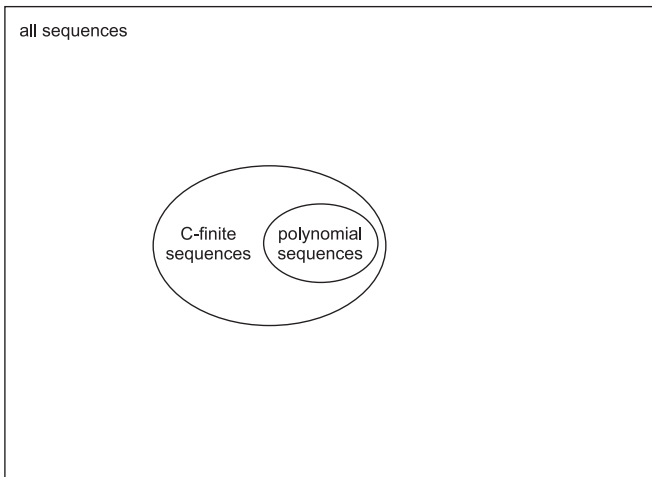 all sequences
C-finite
sequences
polynomial
sequences